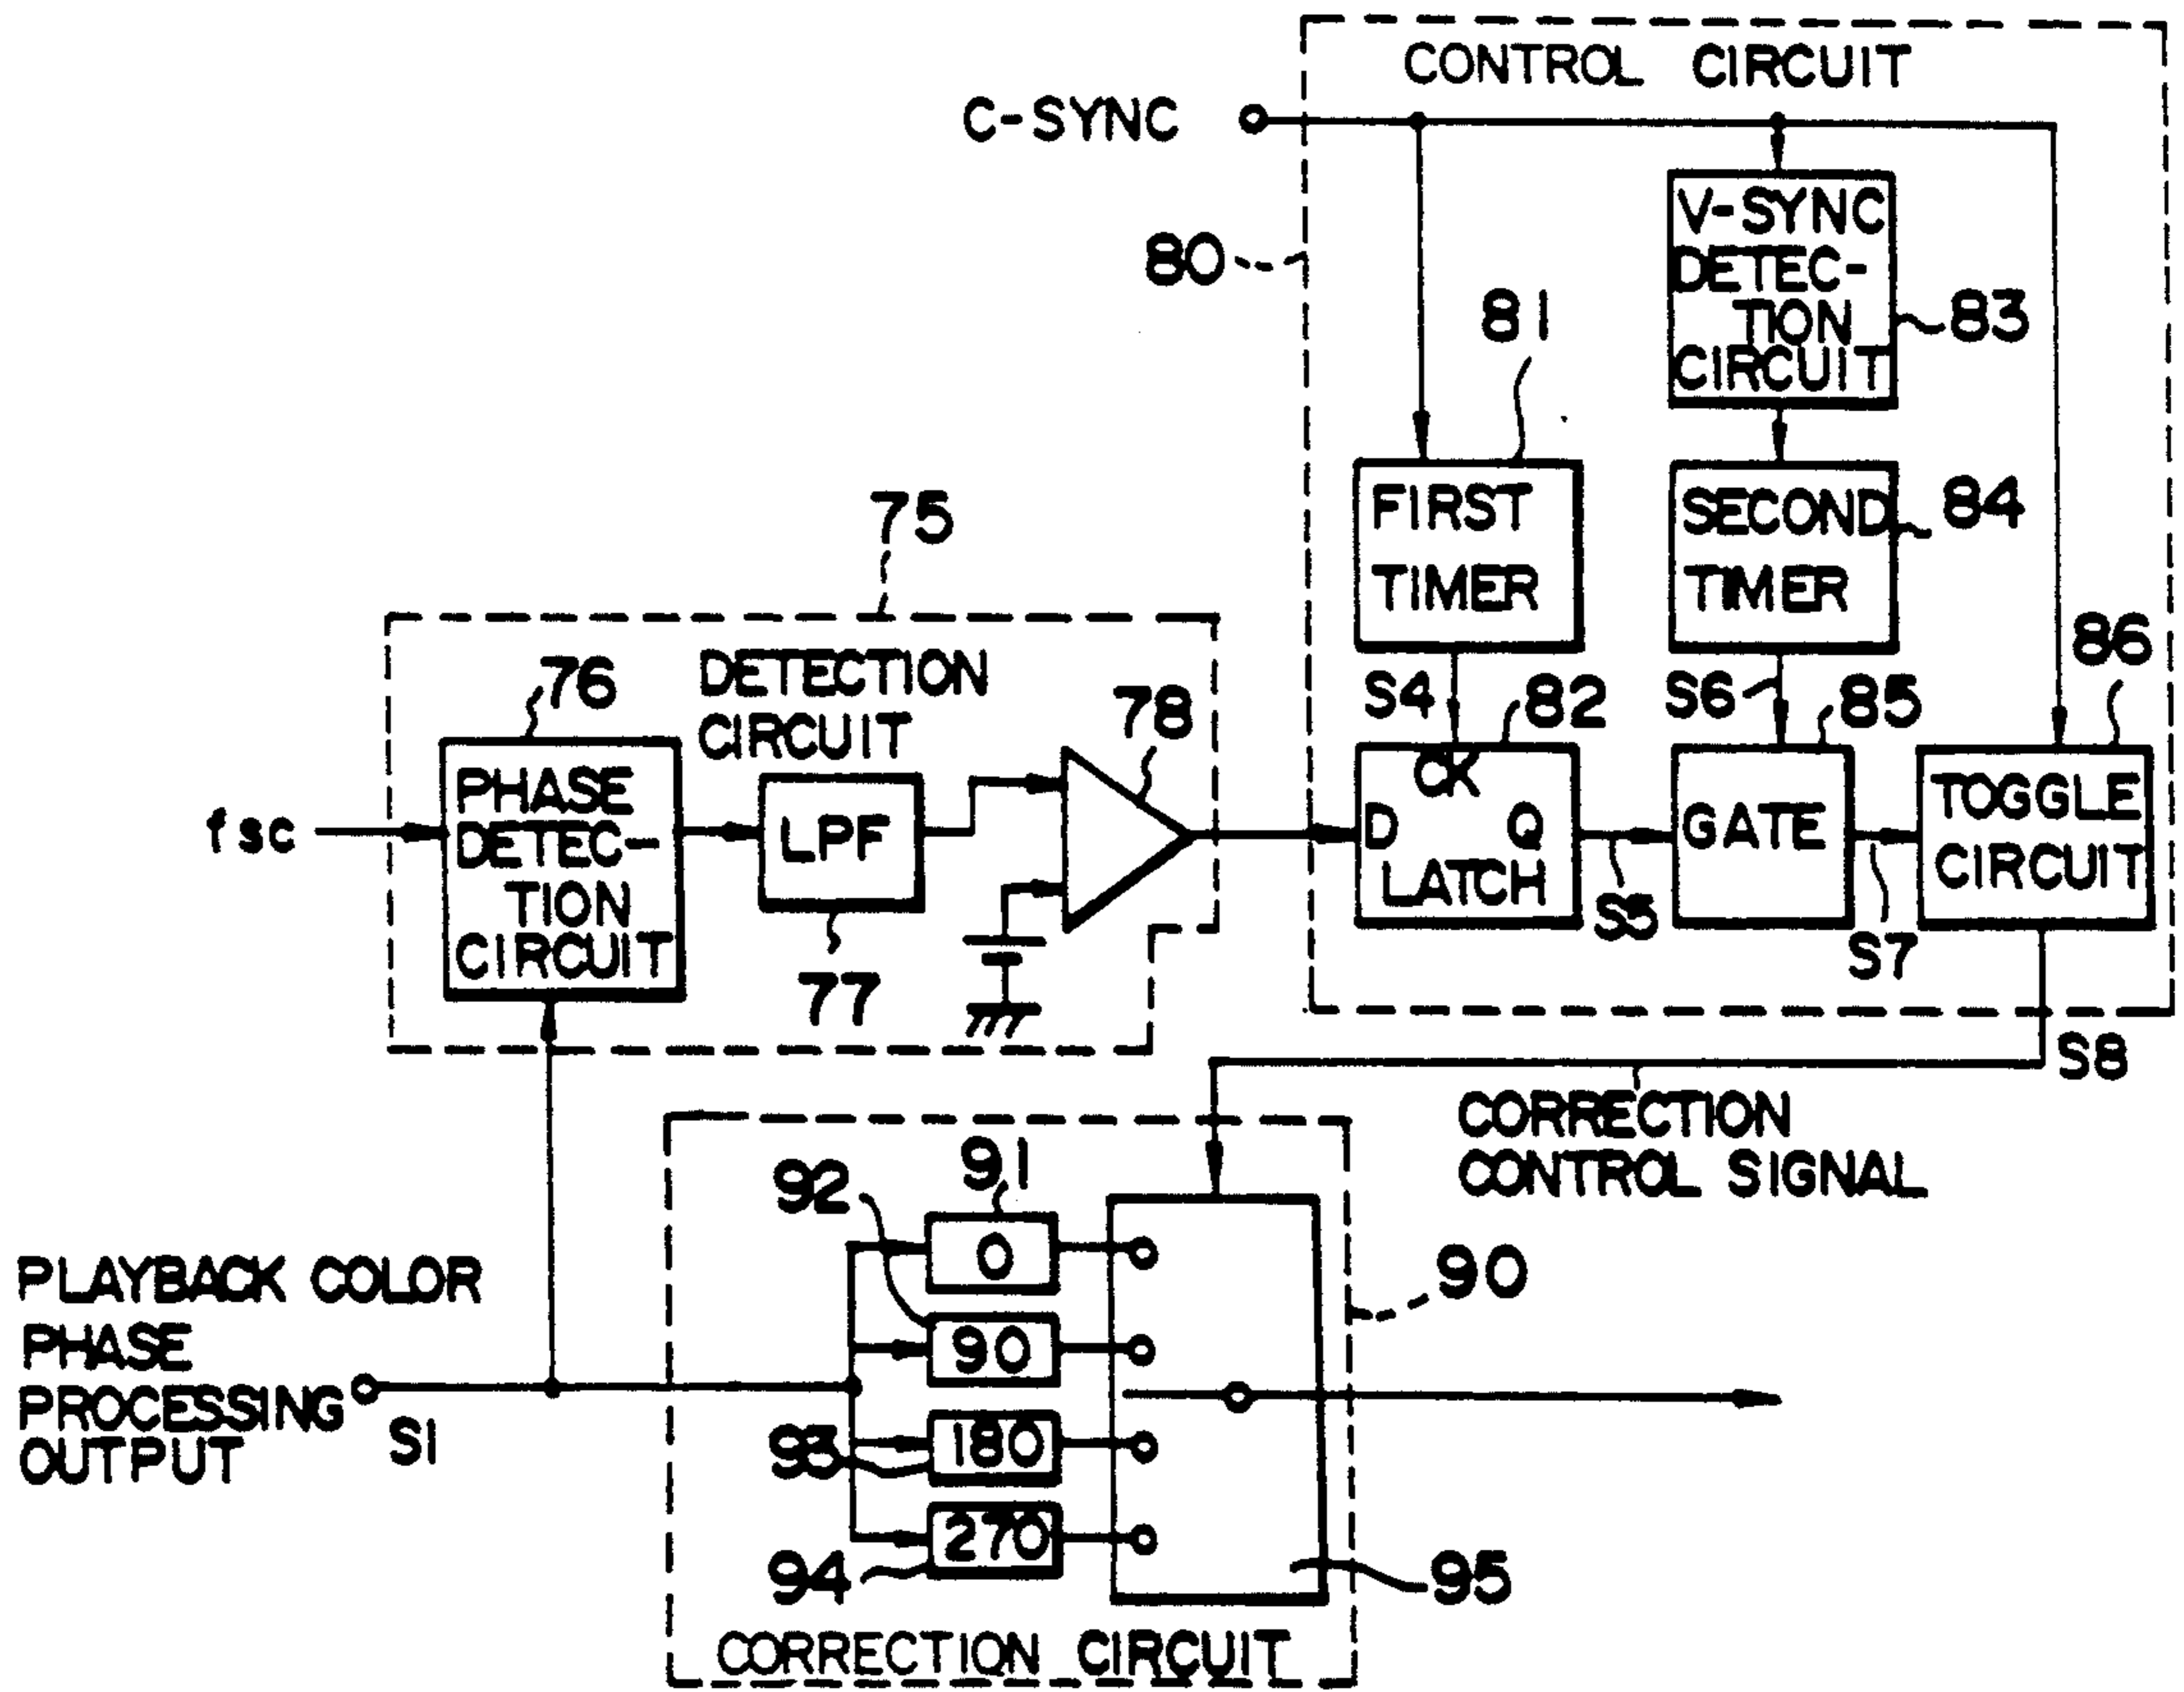 CONTROL CIRCUIT
C-SYNC
V-SYNC
DETEC-
TION
CIRCUIT
80
83
81
FIRST
TIMER
SECOND
TIMER
84
75
86
76
DETECTION
CIRCUIT
78
S4
82
S6
85
PHASE
DETEC-
TION
CIRCUIT
fsc
LPF
77
CK
D Q
LATCH
S5
GATE
S7
TOGGLE
CIRCUIT
S8
CORRECTION
CONTROL SIGNAL
92
91
0
90
90
PLAYBACK COLOR
PHASE
PROCESSING
OUTPUT
S1
93
180
94
270
95
CORRECTION CIRCUIT